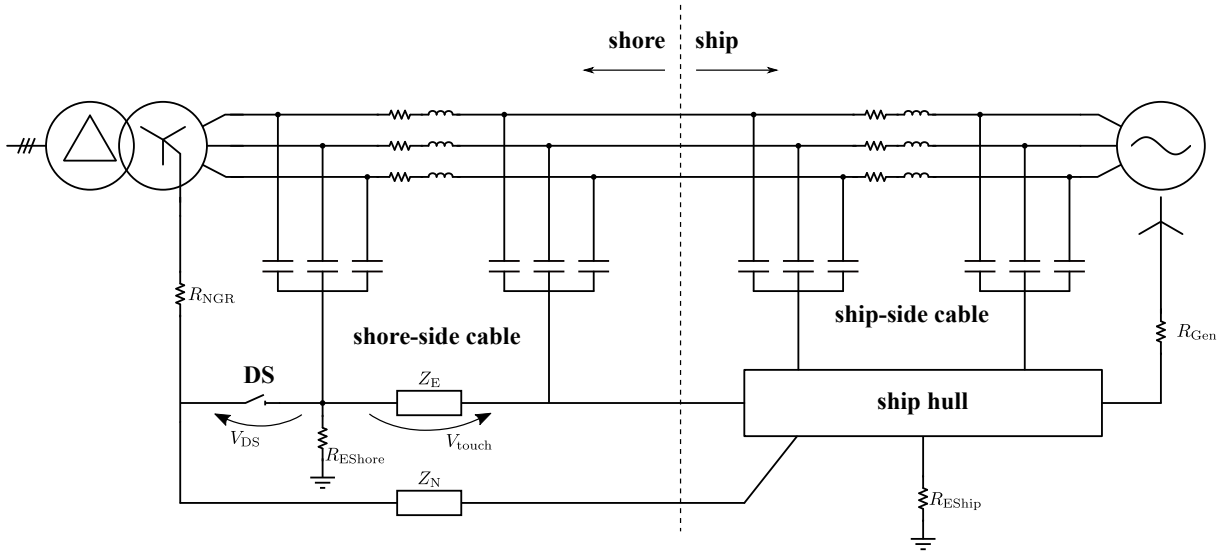 shore ship
R_NGR
shore-side cable
ship-side cable
R_Gen
DS
Z_E
ship hull
V_DS
V_touch
R_EShore
Z_N
R_EShip